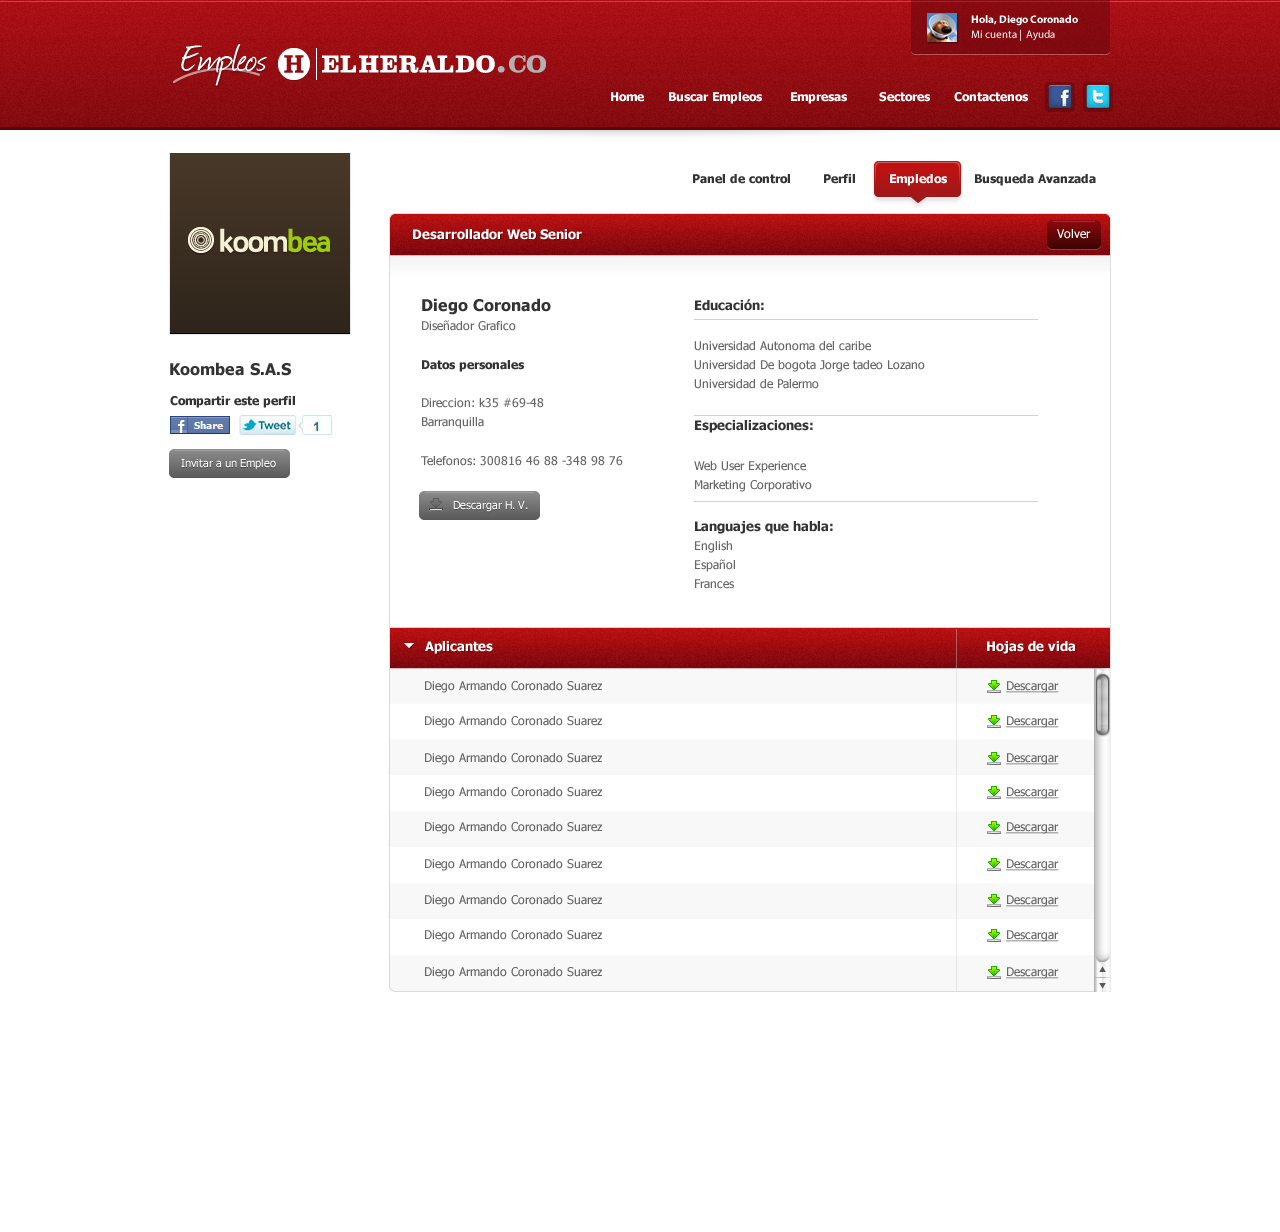 Hola, Diego Coronado
Mi cuenta | Ayuda
Empleos H ELHERALDO.CO
Home Buscar Empleos Empresas Sectores Contactenos f t
koombea
Panel de control Perfil Empledos Busqueda Avanzada
Desarrollador Web Senior Volver
Koombea S.A.S
Compartir este perfil
f Share Tweet 1
Invitar a un Empleo
Diego Coronado
Diseñador Grafico
Datos personales
Direccion: k35 #69-48
Barranquilla
Telefonos: 300816 46 88 -348 98 76
Descargar H. V.
Educación:
Universidad Autonoma del caribe
Universidad De bogota Jorge tadeo Lozano
Universidad de Palermo
Especializaciones:
Web User Experience
Marketing Corporativo
Languajes que habla:
English
Español
Frances
Aplicantes Hojas de vida
Diego Armando Coronado Suarez Descargar
Diego Armando Coronado Suarez Descargar
Diego Armando Coronado Suarez Descargar
Diego Armando Coronado Suarez Descargar
Diego Armando Coronado Suarez Descargar
Diego Armando Coronado Suarez Descargar
Diego Armando Coronado Suarez Descargar
Diego Armando Coronado Suarez Descargar
Diego Armando Coronado Suarez Descargar